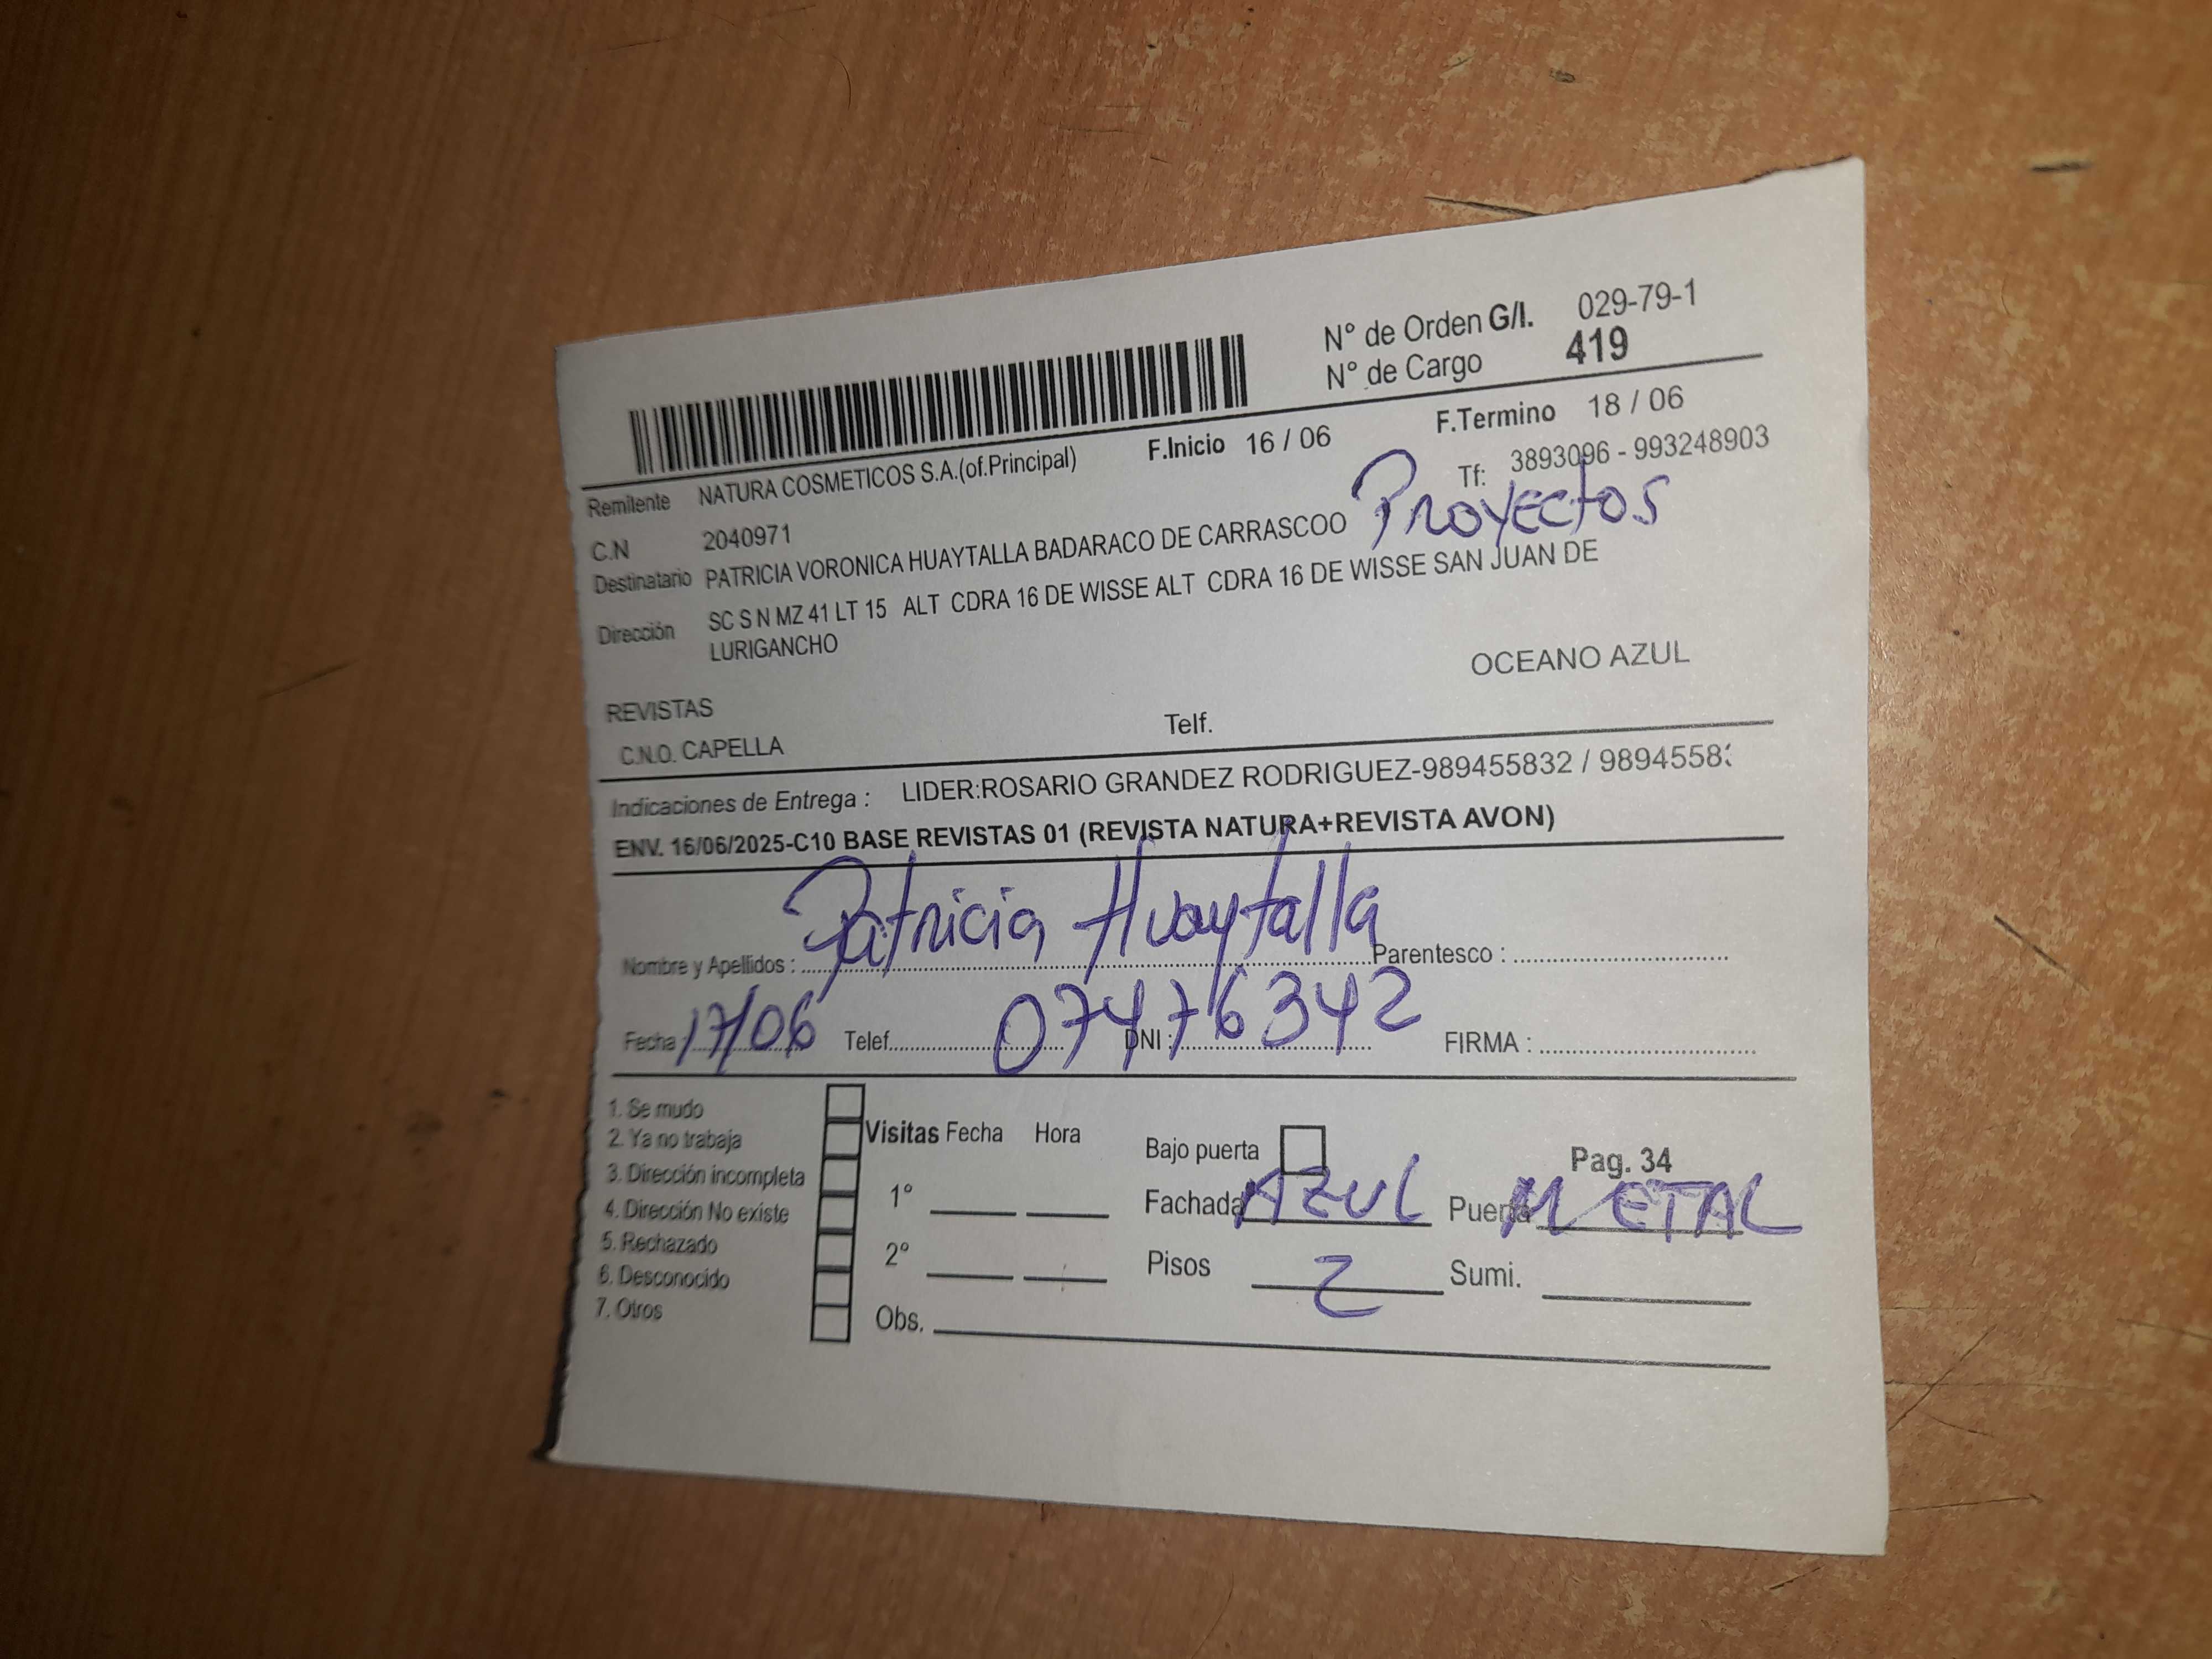 N° de Orden G/I. 029-79-1
N° de Cargo 419
F.Inicio 16 / 06 F.Termino 18 / 06
Remitente NATURA COSMETICOS S.A.(of.Principal) Tf: 3893096 - 993248903
C.N 2040971 Proyectos
Destinatario PATRICIA VORONICA HUAYTALLA BADARACO DE CARRASCOO
Dirección SC S N MZ 41 LT 15 ALT CDRA 16 DE WISSE ALT CDRA 16 DE WISSE SAN JUAN DE
LURIGANCHO
OCEANO AZUL
REVISTAS
C.N.O. CAPELLA Telf.
Indicaciones de Entrega : LIDER:ROSARIO GRANDEZ RODRIGUEZ-989455832 / 98945583
ENV. 16/06/2025-C10 BASE REVISTAS 01 (REVISTA NATURA+REVISTA AVON)
Nombre y Apellidos : Patricia Huaytalla Parentesco :
Fecha : 17/06 Telef. DNI : 07476342 FIRMA :
1. Se mudo
2. Ya no trabaja
3. Dirección incompleta
4. Dirección No existe
5. Rechazado
6. Desconocido
7. Otros
Visitas Fecha Hora
1°
2°
Obs.
Bajo puerta Pag. 34
Fachada AZUL Puerta METAL
Pisos 2 Sumi.